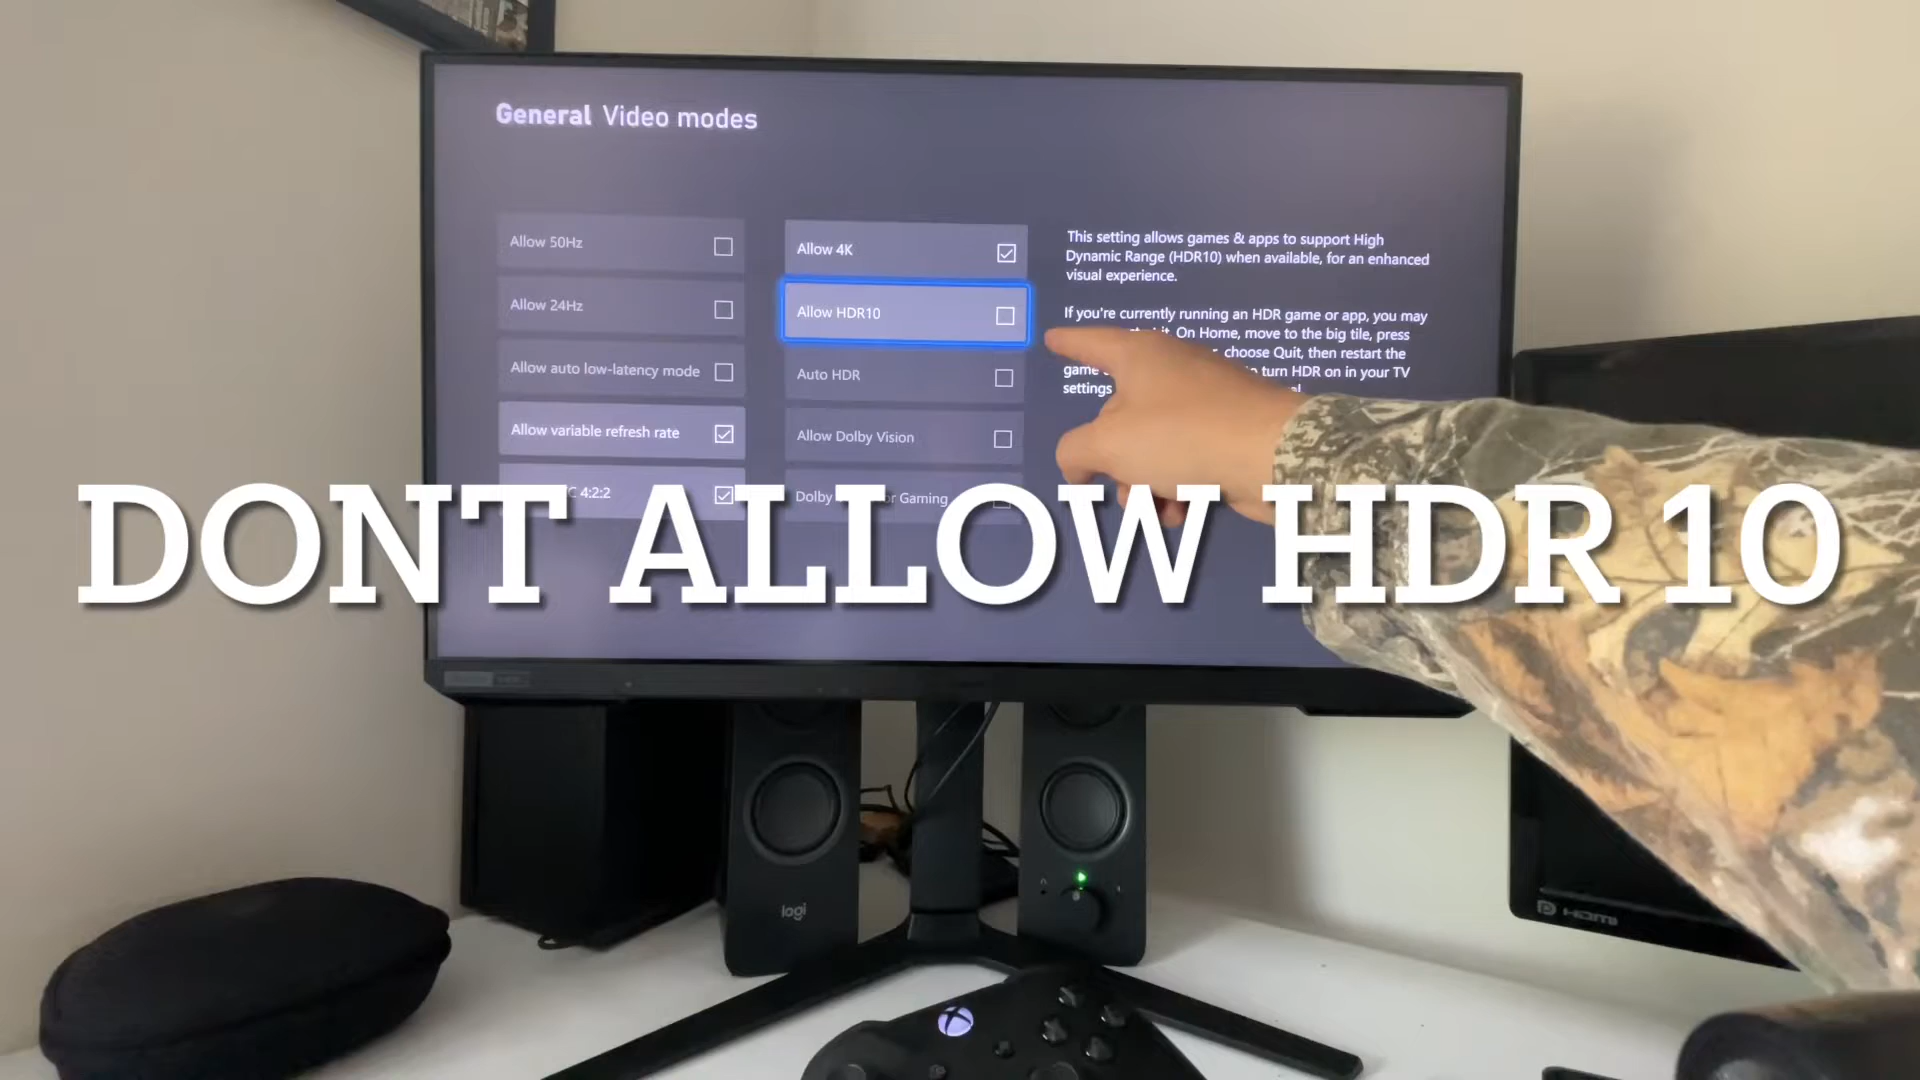 General Video modes
Allow 50Hz
Allow 24Hz
Allow auto low-latency mode
Allow variable refresh rate
C 4:2:2
Allow 4K
Allow HDR10
Auto HDR
Allow Dolby Vision
Dolby or Gaming
This setting allows games & apps to support High
Dynamic Range (HDR10) when available, for an enhanced
visual experience.
If you're currently running an HDR game or app, you may
it. On Home, move to the big tile, press
choose Quit, then restart the
game turn HDR on in your TV
settings
DONT ALLOW HDR 10
logi
HDMI